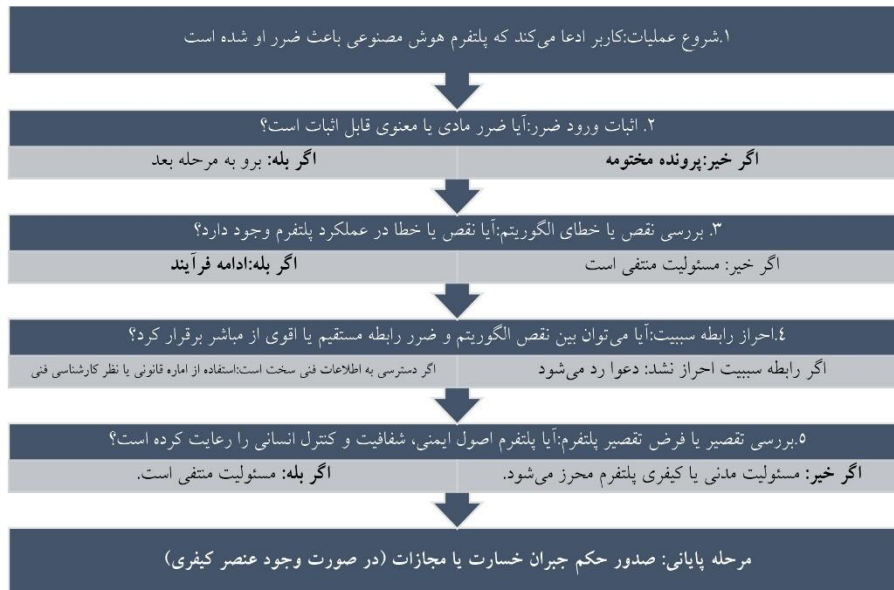 ۱.شروع عملیات:کاربر ادعا می‌کند که پلتفرم هوش مصنوعی باعث ضرر او شده است
۲. اثبات ورود ضرر:آیا ضرر مادی یا معنوی قابل اثبات است؟
اگر خیر:پرونده مختومه
اگر بله: برو به مرحله بعد
۳. بررسی نقص یا خطای الگوریتم:آیا نقص یا خطا در عملکرد پلتفرم وجود دارد؟
اگر خیر: مسئولیت منتفی است
اگر بله:ادامه فرآیند
٤.احراز رابطه سببیت:آیا می‌توان بین نقص الگوریتم و ضرر رابطه مستقیم یا اقوی از مباشر برقرار کرد؟
اگر رابطه سببیت احراز نشد: دعوا رد می‌شود
اگر دسترسی به اطلاعات فنی سخت است:استفاده از اماره قانونی یا نظر کارشناسی فنی
٥.بررسی تقصیر یا فرض تقصیر پلتفرم:آیا پلتفرم اصول ایمنی، شفافیت و کنترل انسانی را رعایت کرده است؟
اگر خیر: مسئولیت مدنی یا کیفری پلتفرم محرز می‌شود.
اگر بله: مسئولیت منتفی است.
مرحله پایانی: صدور حکم جبران خسارت یا مجازات (در صورت وجود عنصر کیفری)